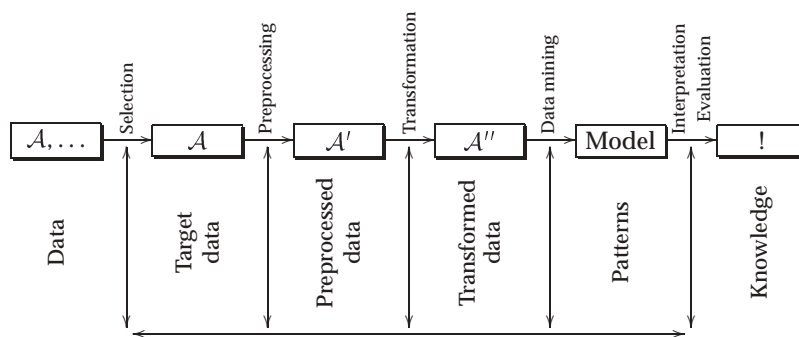 Selection
Preprocessing
Transformation
Data mining
Interpretation
Evaluation
𝒜, . . .
𝒜
𝒜′
𝒜″
Model
!
Data
Target
data
Preprocessed
data
Transformed
data
Patterns
Knowledge